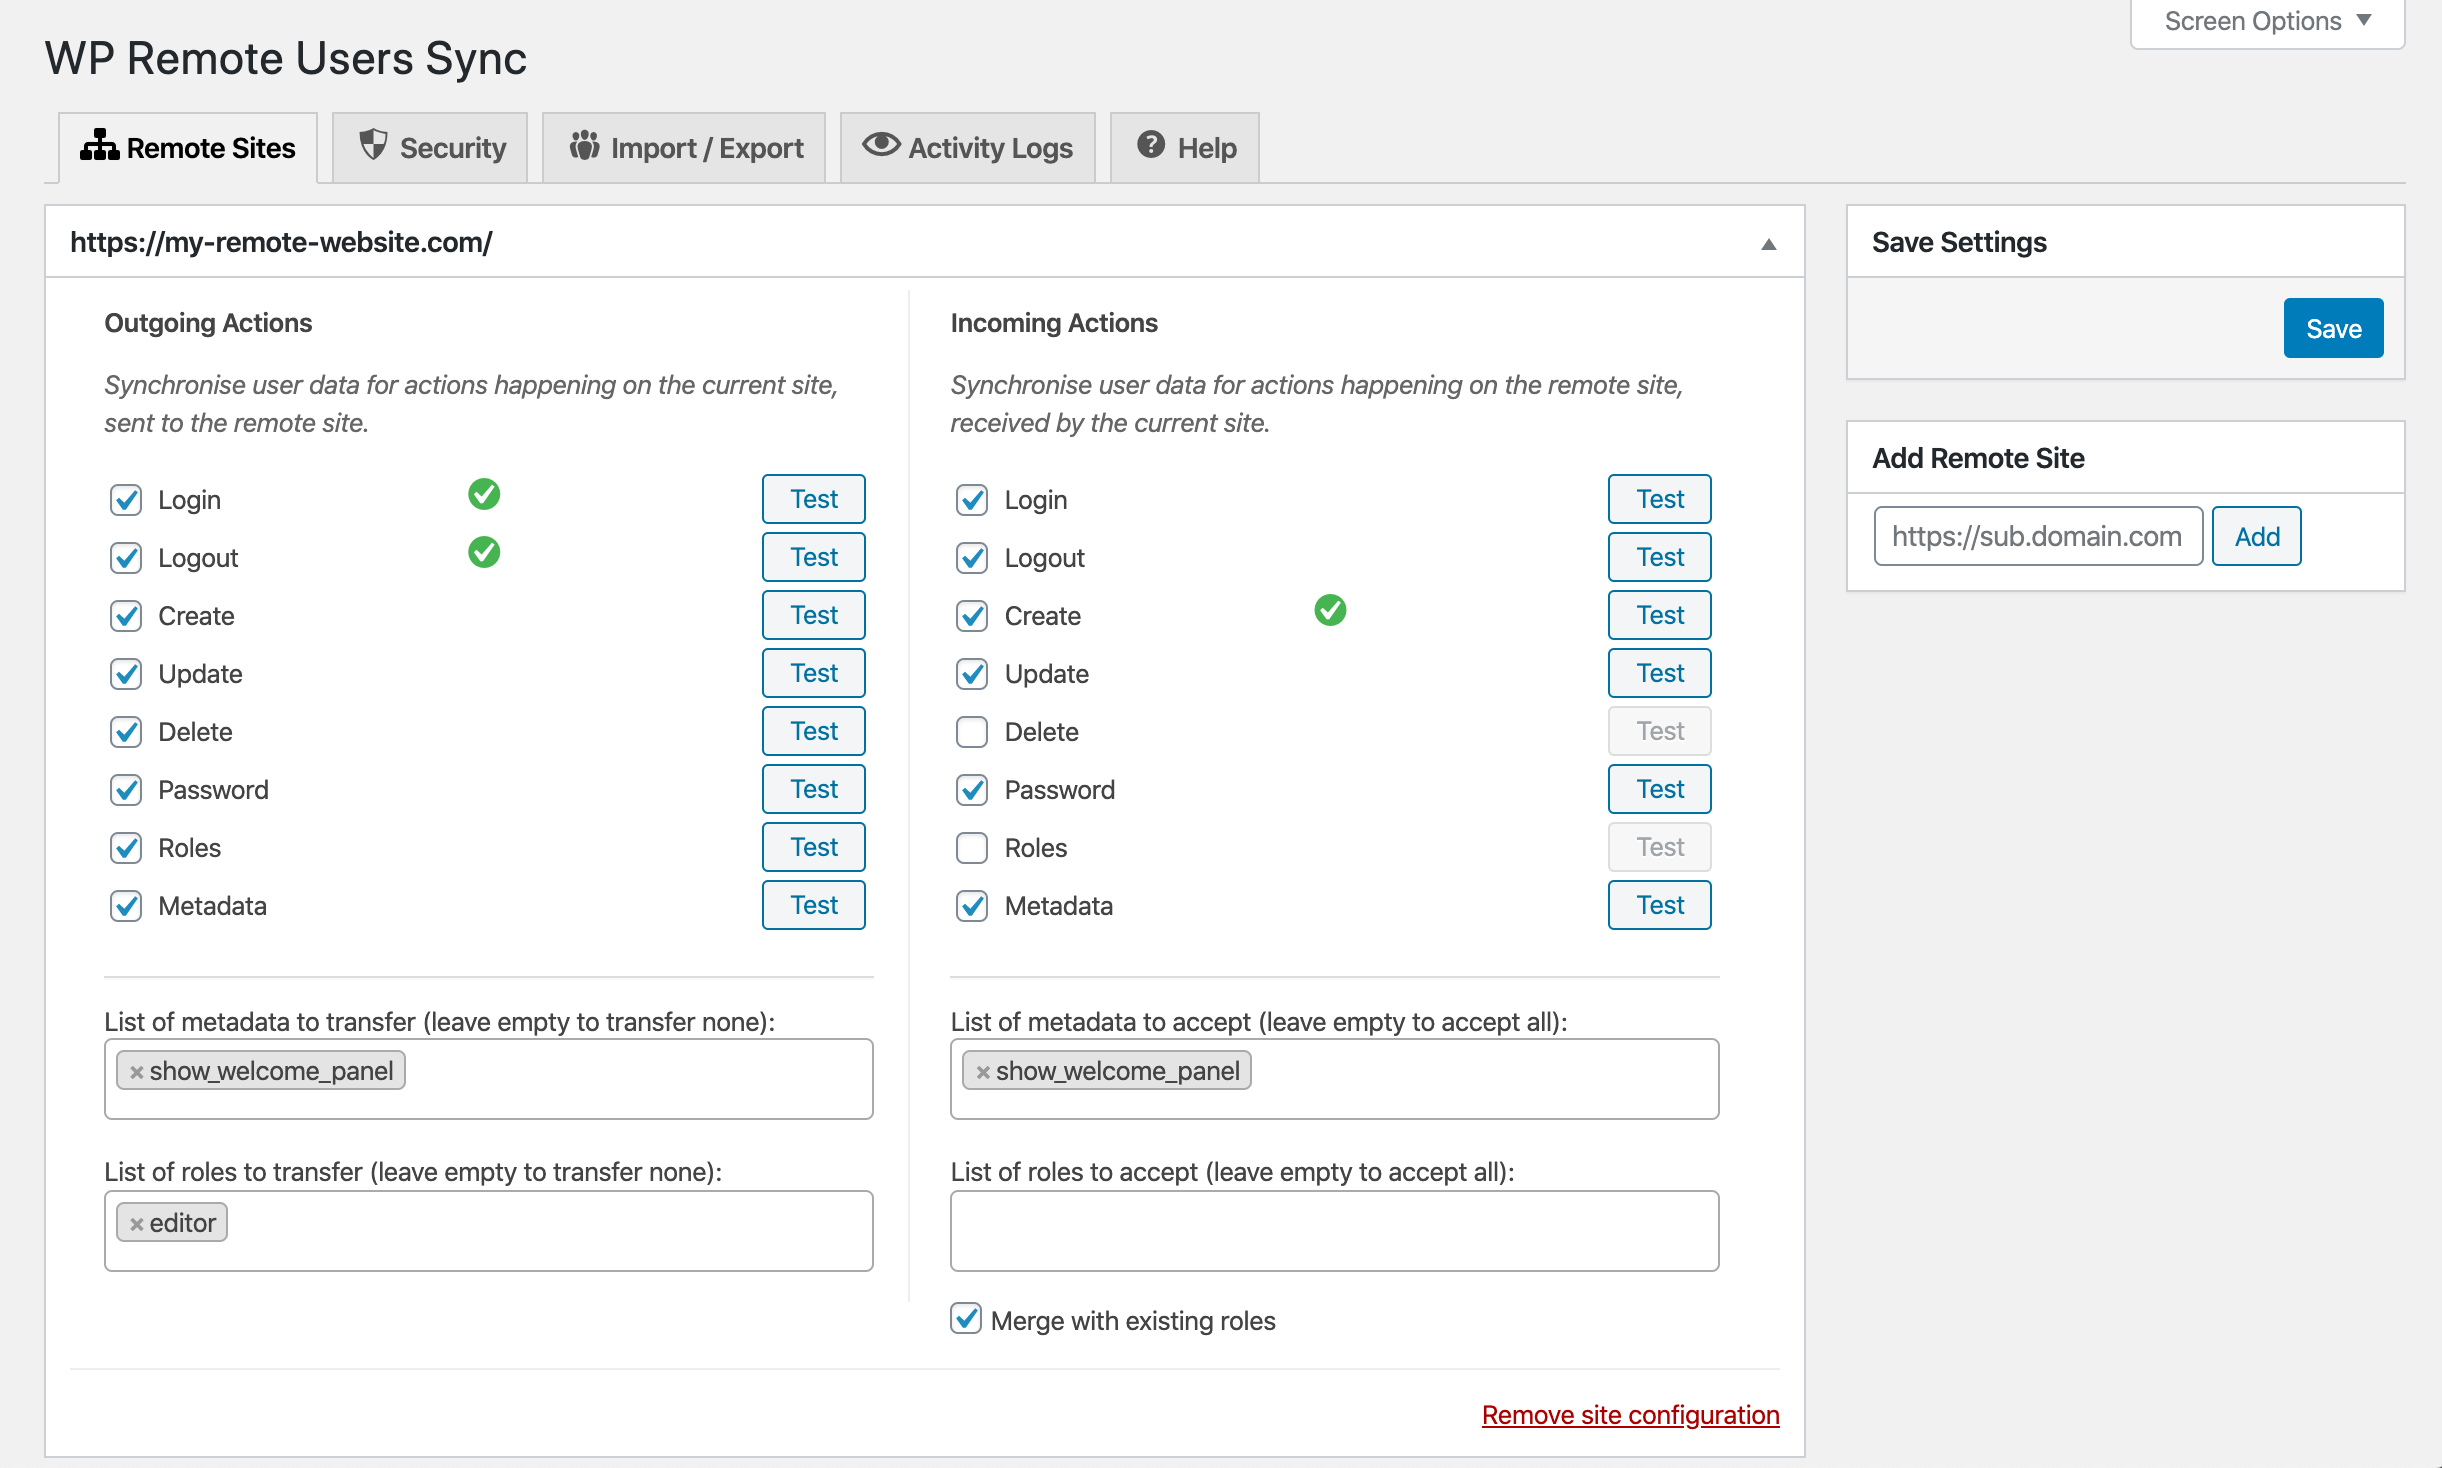 Screen Options
WP Remote Users Sync
Remote Sites
Security
Import / Export
Activity Logs
Help
https://my-remote-website.com/
Outgoing Actions
Synchronise user data for actions happening on the current site,
sent to the remote site.
Login Test
Logout Test
Create Test
Update Test
Delete Test
Password Test
Roles Test
Metadata Test
List of metadata to transfer (leave empty to transfer none):
× show_welcome_panel
List of roles to transfer (leave empty to transfer none):
× editor
Incoming Actions
Synchronise user data for actions happening on the remote site,
received by the current site.
Login Test
Logout Test
Create Test
Update Test
Delete Test
Password Test
Roles Test
Metadata Test
List of metadata to accept (leave empty to accept all):
× show_welcome_panel
List of roles to accept (leave empty to accept all):
Merge with existing roles
Remove site configuration
Save Settings
Save
Add Remote Site
https://sub.domain.com Add